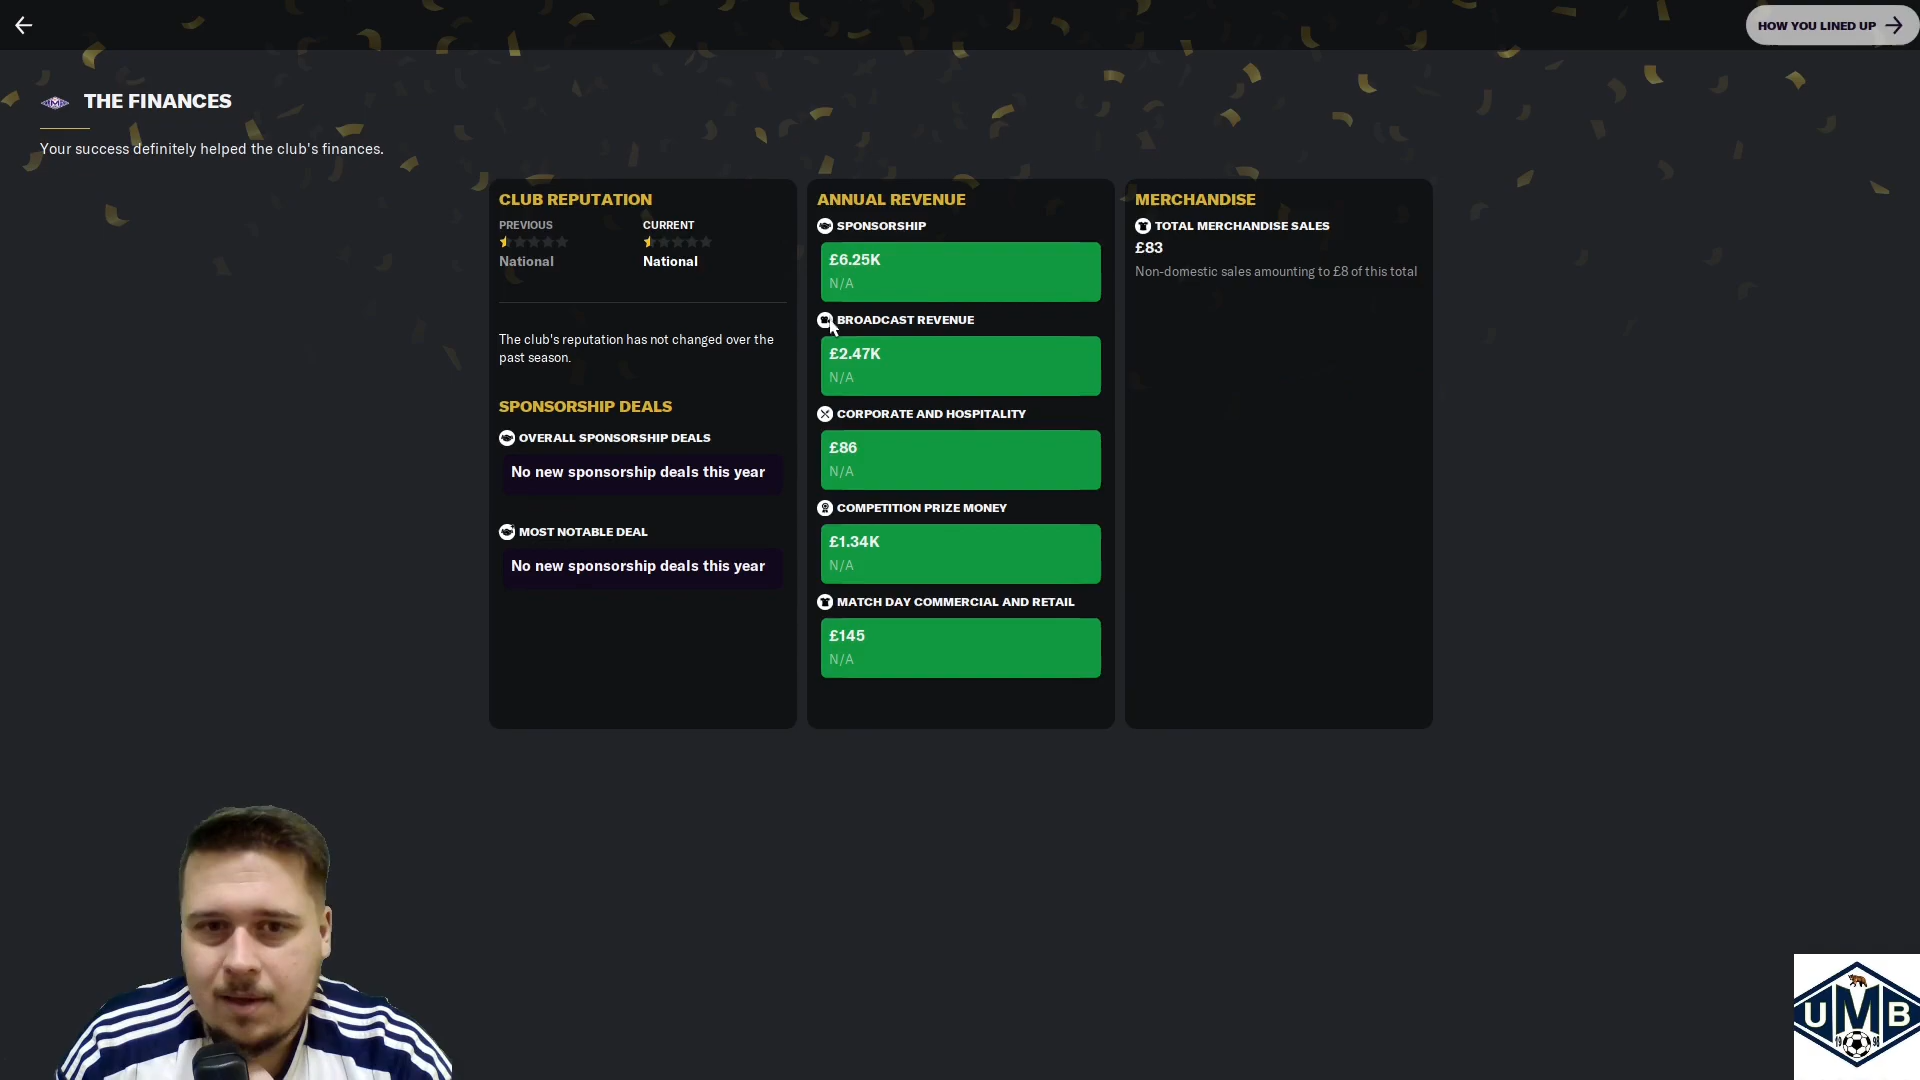 HOW YOU LINED UP
THE FINANCES
Your success definitely helped the club's finances.
CLUB REPUTATION
PREVIOUS
CURRENT
National
National
The club's reputation has not changed over the
past season.
SPONSORSHIP DEALS
OVERALL SPONSORSHIP DEALS
No new sponsorship deals this year
MOST NOTABLE DEAL
No new sponsorship deals this year
ANNUAL REVENUE
SPONSORSHIP
£6.25K
N/A
BROADCAST REVENUE
£2.47K
N/A
CORPORATE AND HOSPITALITY
£86
N/A
COMPETITION PRIZE MONEY
£1.34K
N/A
MATCH DAY COMMERCIAL AND RETAIL
£145
N/A
MERCHANDISE
TOTAL MERCHANDISE SALES
£83
Non-domestic sales amounting to £8 of this total
UMB